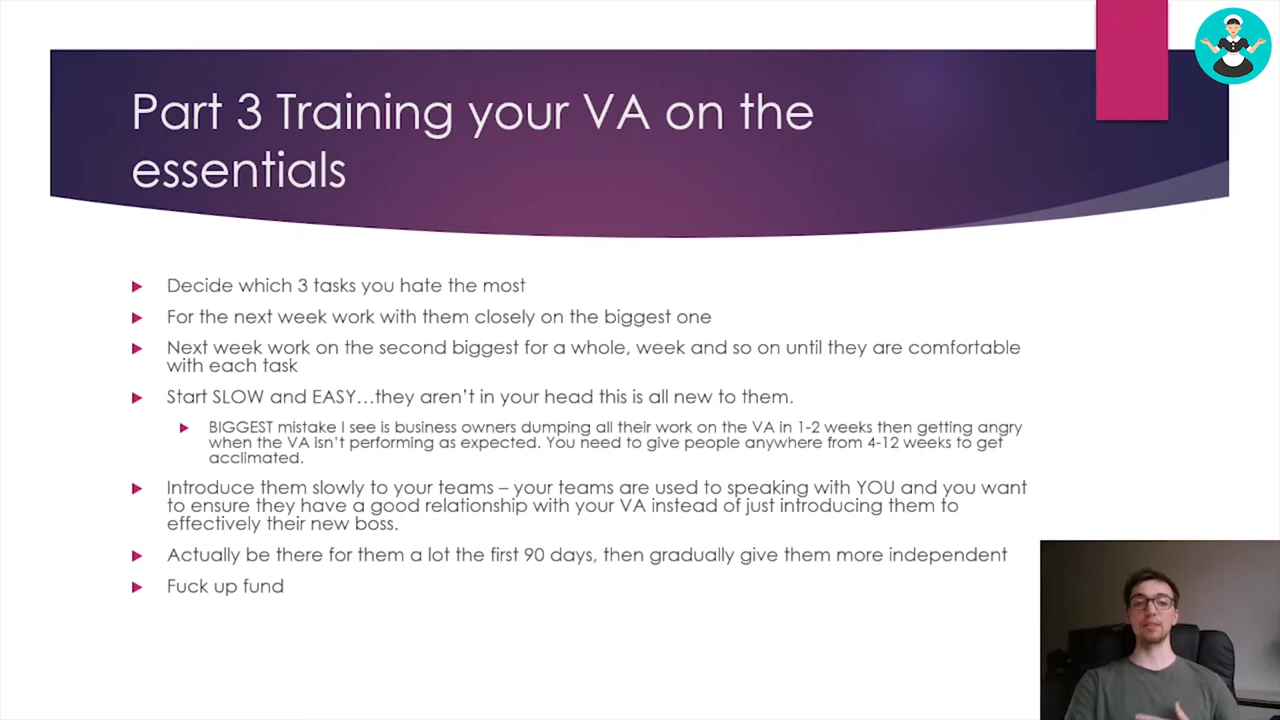 Part 3 Training your VA on the
essentials
Decide which 3 tasks you hate the most
For the next week work with them closely on the biggest one
Next week work on the second biggest for a whole, week and so on until they are comfortable
with each task
Start SLOW and EASY...they aren't in your head this is all new to them.
BIGGEST mistake I see is business owners dumping all their work on the VA in 1-2 weeks then getting angry
when the VA isn't performing as expected. You need to give people anywhere from 4-12 weeks to get
acclimated.
Introduce them slowly to your teams – your teams are used to speaking with YOU and you want
to ensure they have a good relationship with your VA instead of just introducing them to
effectively their new boss.
Actually be there for them a lot the first 90 days, then gradually give them more independent
Fuck up fund